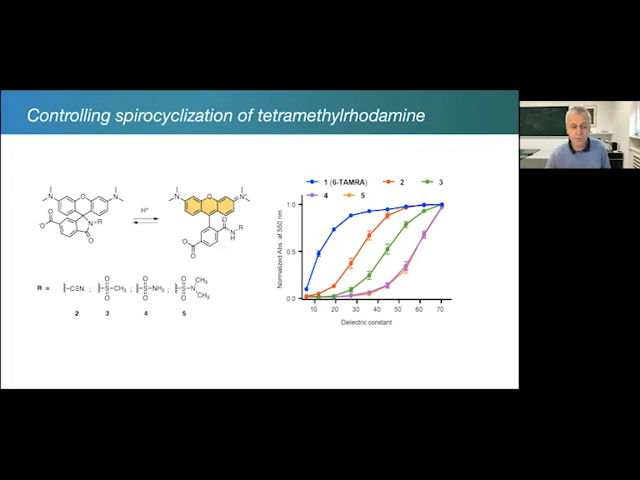 Controlling spirocyclization of tetramethylrhodamine
1 (6-TAMRA) 2 3
4 5
N O N⁺
H⁺
O⁻ O N-R O
O⁻ O O N H R
R = C≡N ; O S CH₃ O ; O S NH₂ O ; O S N CH₃ CH₃ O
2 3 4 5
Normalized Abs. at 550 nm
1.0
0.5
0.0
10 20 30 40 50 60 70
Dielectric constant